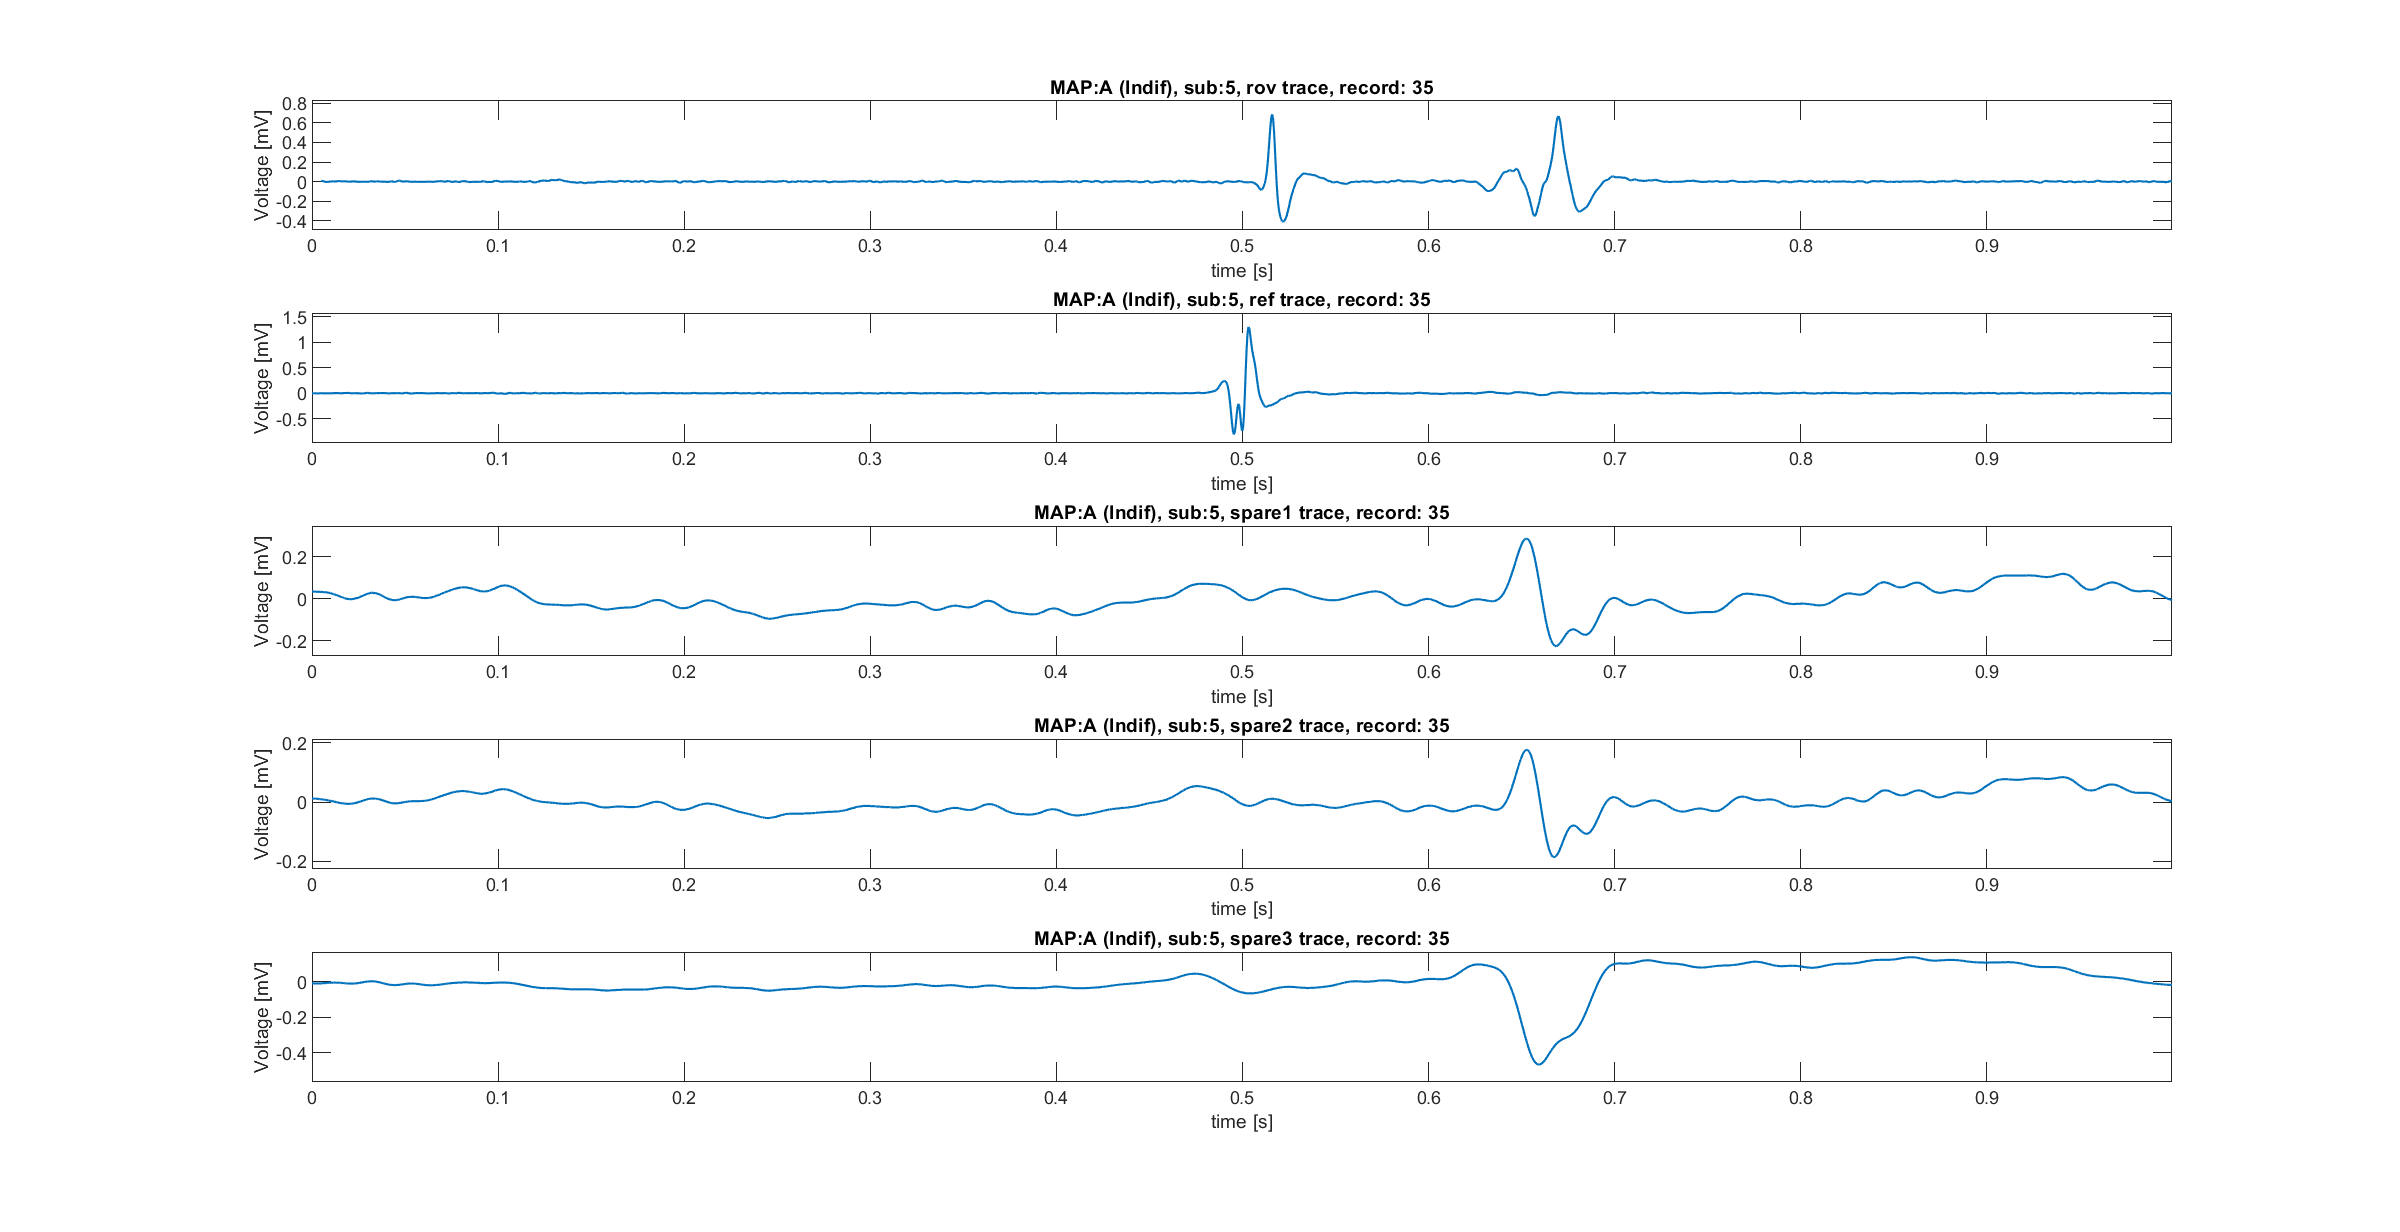 MAP:A (Indif), sub:5, rov trace, record: 35
Voltage [mV]
0.8
0.6
0.4
0.2
0
-0.2
-0.4
0 0.1 0.2 0.3 0.4 0.5 0.6 0.7 0.8 0.9
time [s]
MAP:A (Indif), sub:5, ref trace, record: 35
Voltage [mV]
1.5
1
0.5
0
-0.5
0 0.1 0.2 0.3 0.4 0.5 0.6 0.7 0.8 0.9
time [s]
MAP:A (Indif), sub:5, spare1 trace, record: 35
Voltage [mV]
0.2
0
-0.2
0 0.1 0.2 0.3 0.4 0.5 0.6 0.7 0.8 0.9
time [s]
MAP:A (Indif), sub:5, spare2 trace, record: 35
Voltage [mV]
0.2
0
-0.2
0 0.1 0.2 0.3 0.4 0.5 0.6 0.7 0.8 0.9
time [s]
MAP:A (Indif), sub:5, spare3 trace, record: 35
Voltage [mV]
0
-0.2
-0.4
0 0.1 0.2 0.3 0.4 0.5 0.6 0.7 0.8 0.9
time [s]